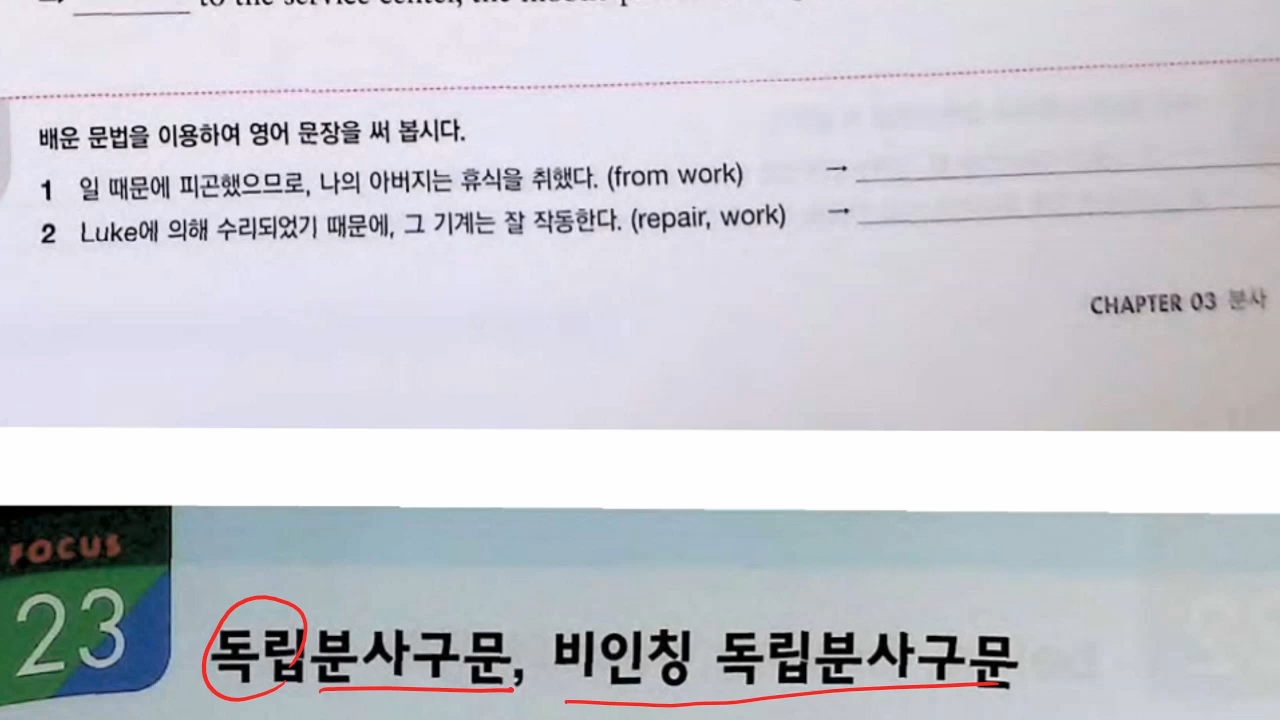 to the service center, the
배운 문법을 이용하여 영어 문장을 써 봅시다.
1 일 때문에 피곤했으므로, 나의 아버지는 휴식을 취했다. (from work) →
2 Luke에 의해 수리되었기 때문에, 그 기계는 잘 작동한다. (repair, work) →
CHAPTER 03 분사
FOCUS
23
독립분사구문, 비인칭 독립분사구문